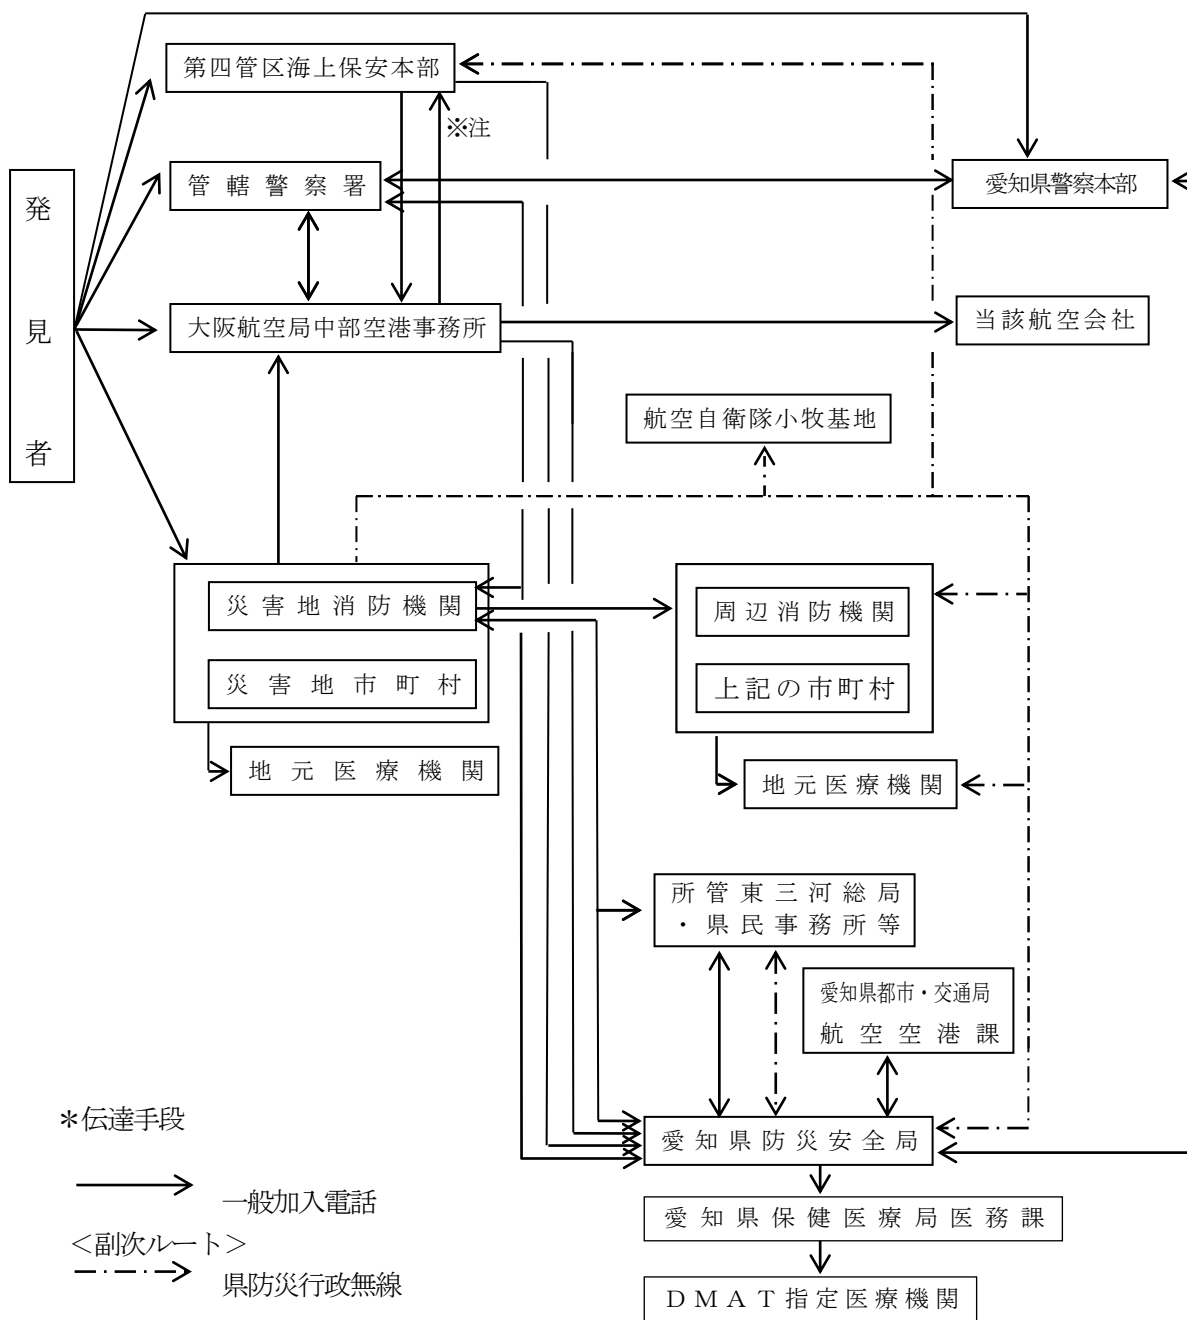 第四管区海上保安本部
※注
管轄警察署
愛知県警察本部
発見者
大阪航空局中部空港事務所
当該航空会社
航空自衛隊小牧基地
災害地消防機関
周辺消防機関
災害地市町村
上記の市町村
地元医療機関
地元医療機関
所管東三河総局
・県民事務所等
愛知県都市・交通局
航空空港課
＊伝達手段
愛知県防災安全局
一般加入電話
愛知県保健医療局医務課
＜副次ルート＞
県防災行政無線
ＤＭＡＴ指定医療機関